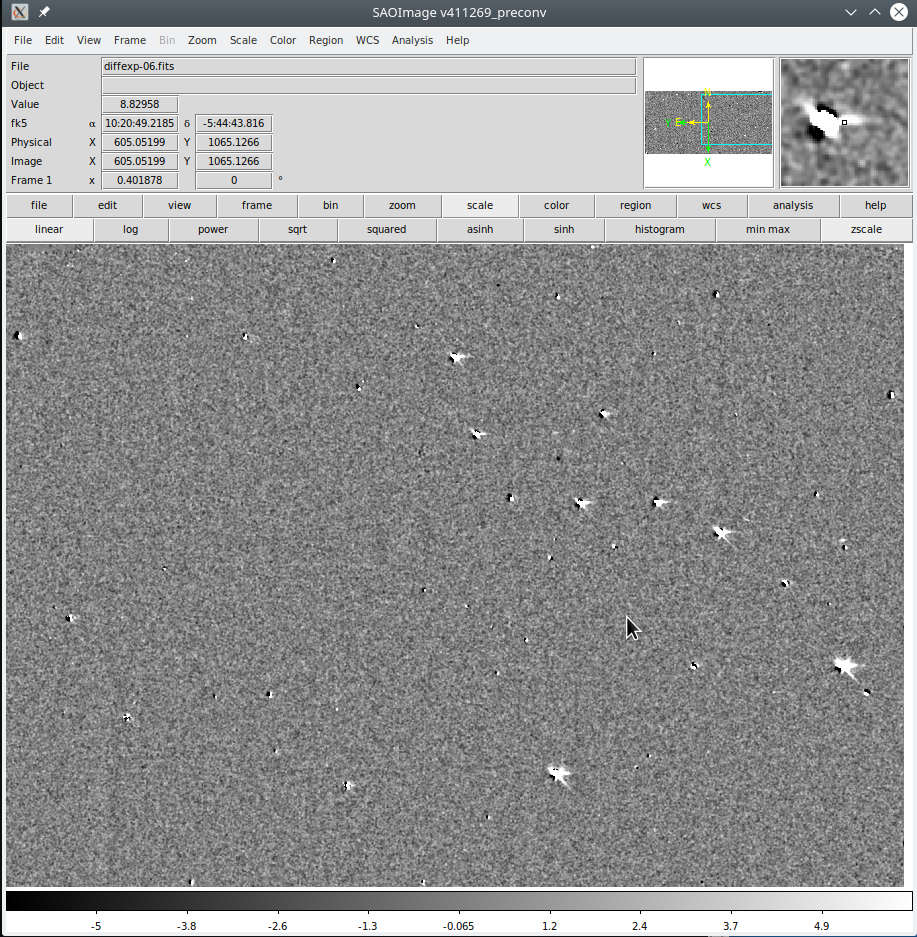 SAOImage v411269_preconv
File Edit View Frame Bin Zoom Scale Color Region WCS Analysis Help
File diffexp-06.fits
Object
Value 8.82958
fk5 α 10:20:49.2185 δ -5:44:43.816
Physical X 605.05199 Y 1065.1266
Image X 605.05199 Y 1065.1266
Frame 1 x 0.401878 0 °
N
Y E
X
file edit view frame bin zoom scale color region wcs analysis help
linear log power sqrt squared asinh sinh histogram min max zscale
-5 -3.8 -2.6 -1.3 -0.065 1.2 2.4 3.7 4.9